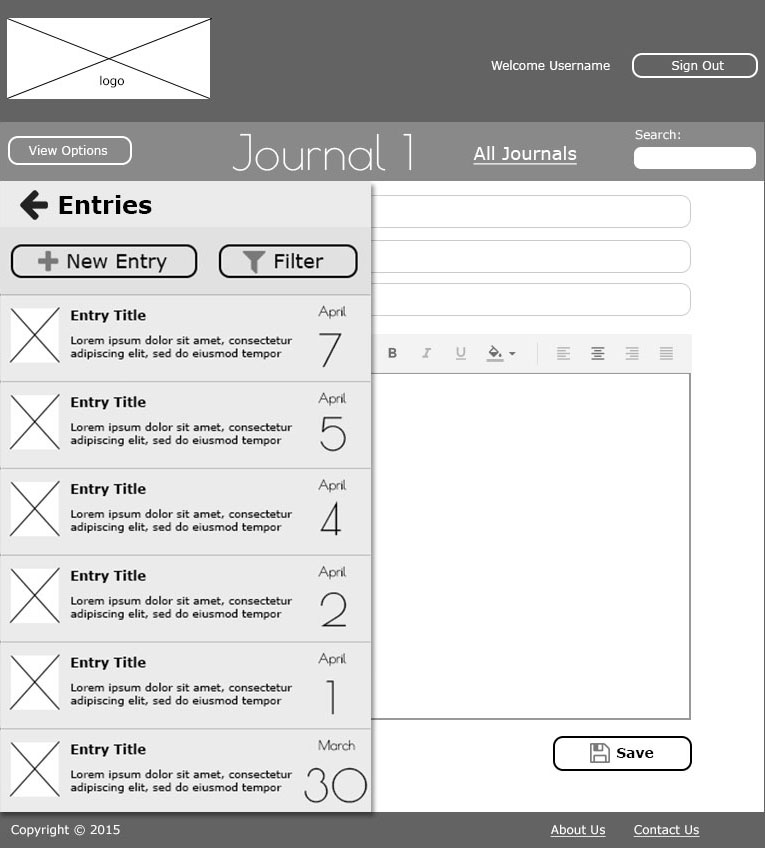 logo
Welcome Username
Sign Out
View Options
Journal 1
All Journals
Search:
Entries
New Entry
Filter
Entry Title
Lorem ipsum dolor sit amet, consectetur
adipiscing elit, sed do eiusmod tempor
April
7
Entry Title
Lorem ipsum dolor sit amet, consectetur
adipiscing elit, sed do eiusmod tempor
April
5
Entry Title
Lorem ipsum dolor sit amet, consectetur
adipiscing elit, sed do eiusmod tempor
April
4
Entry Title
Lorem ipsum dolor sit amet, consectetur
adipiscing elit, sed do eiusmod tempor
April
2
Entry Title
Lorem ipsum dolor sit amet, consectetur
adipiscing elit, sed do eiusmod tempor
April
1
Entry Title
Lorem ipsum dolor sit amet, consectetur
adipiscing elit, sed do eiusmod tempor
March
30
B I U
Save
Copyright © 2015
About Us
Contact Us